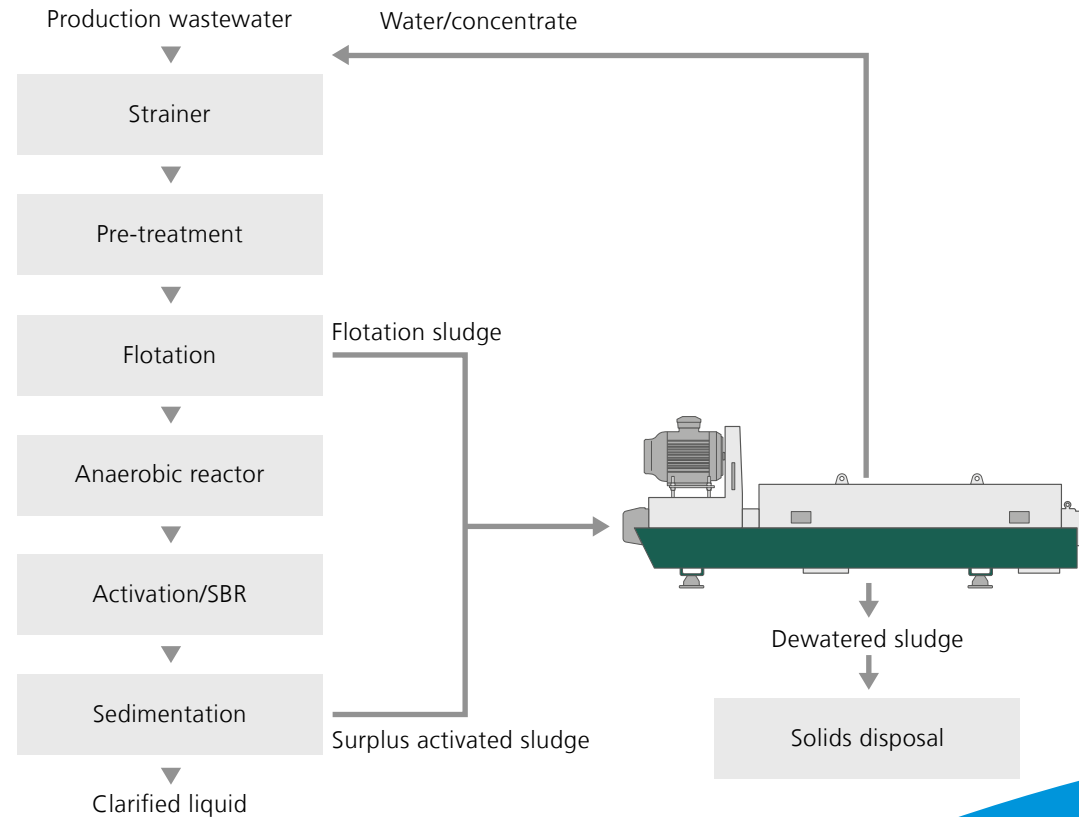 Production wastewater
Water/concentrate
Strainer
Pre-treatment
Flotation sludge
Flotation
Anaerobic reactor
Activation/SBR
Dewatered sludge
Sedimentation
Surplus activated sludge
Solids disposal
Clarified liquid